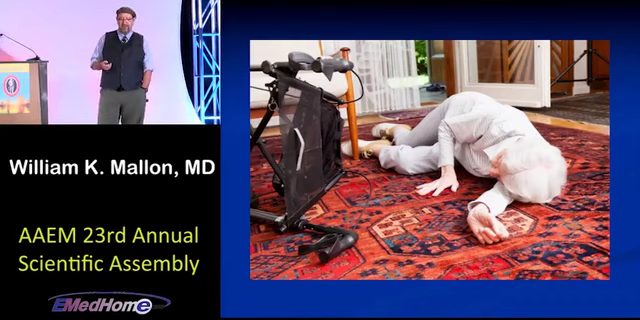 William K. Mallon, MD
AAEM 23rd Annual
Scientific Assembly
EMedHome